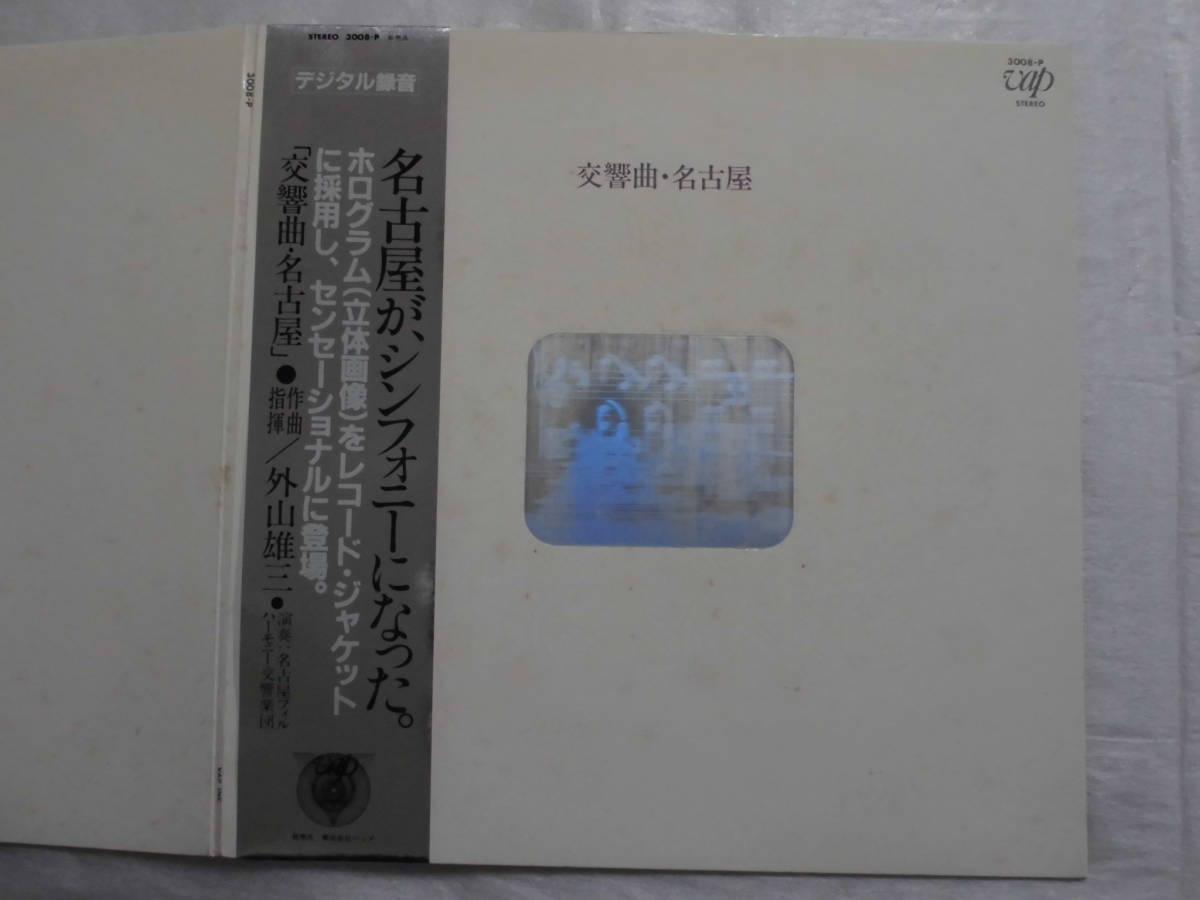 3008-P
STEREO 3008-P
デジタル録音
名古屋が、シンフォニーになった。
ホログラム(立体画像)をレコード・ジャケット
に採用し、センセーショナルに登場。
「交響曲・名古屋」●作曲
指揮/外山雄三●演奏:名古屋フィル
ハーモニー交響楽団
vap
3008-P
vap
STEREO
交響曲・名古屋